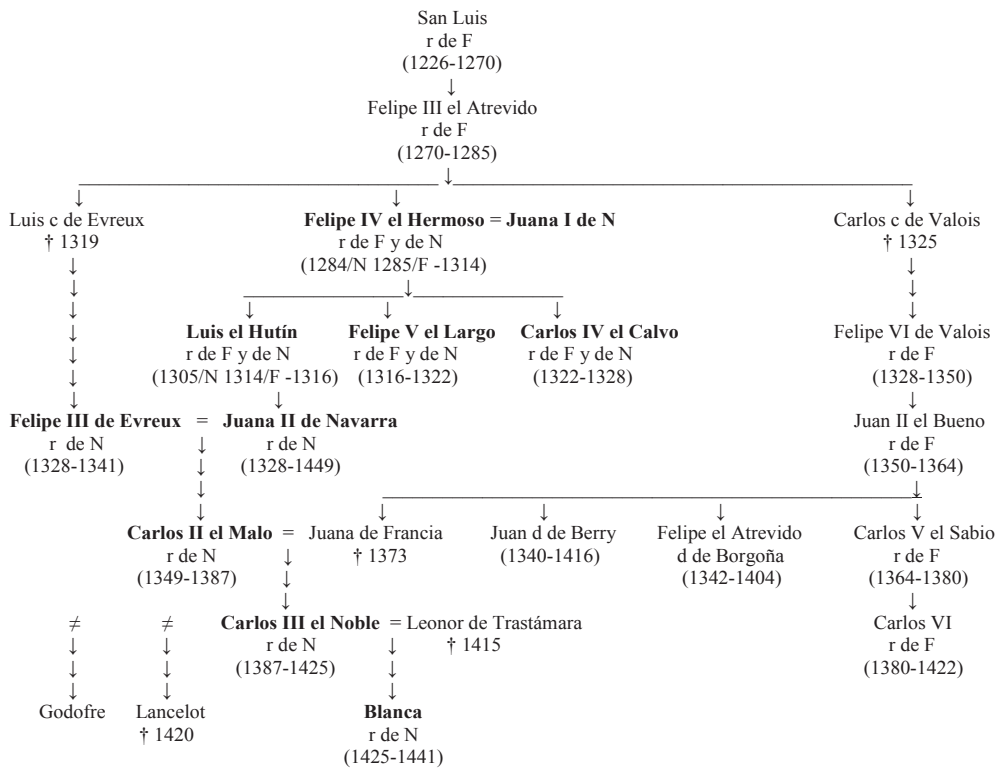 San Luis
r de F
(1226-1270)
↓
Felipe III el Atrevido
r de F
(1270-1285)
↓
↓ ↓ ↓
Luis c de Evreux Felipe IV el Hermoso = Juana I de N Carlos c de Valois
† 1319 r de F y de N † 1325
↓ (1284/N 1285/F -1314) ↓
↓ ↓ ↓
↓ ↓ ↓ ↓ ↓
↓ Luis el Hutín Felipe V el Largo Carlos IV el Calvo Felipe VI de Valois
↓ r de F y de N r de F y de N r de F y de N r de F
↓ (1305/N 1314/F -1316) (1316-1322) (1322-1328) (1328-1350)
↓ ↓ ↓
Felipe III de Evreux = Juana II de Navarra Juan II el Bueno
r de N ↓ r de N r de F
(1328-1341) ↓ (1328-1449) (1350-1364)
↓ ↓
↓ ↓ ↓ ↓ ↓
Carlos II el Malo = Juana de Francia Juan d de Berry Felipe el Atrevido Carlos V el Sabio
r de N ↓ † 1373 (1340-1416) d de Borgoña r de F
(1349-1387) ↓ (1342-1404) (1364-1380)
↓ ↓
≠ ≠ Carlos III el Noble = Leonor de Trastámara Carlos VI
↓ ↓ r de N ↓ † 1415 r de F
↓ ↓ (1387-1425) ↓ (1380-1422)
↓ ↓ ↓
Godofre Lancelot Blanca
† 1420 r de N
(1425-1441)